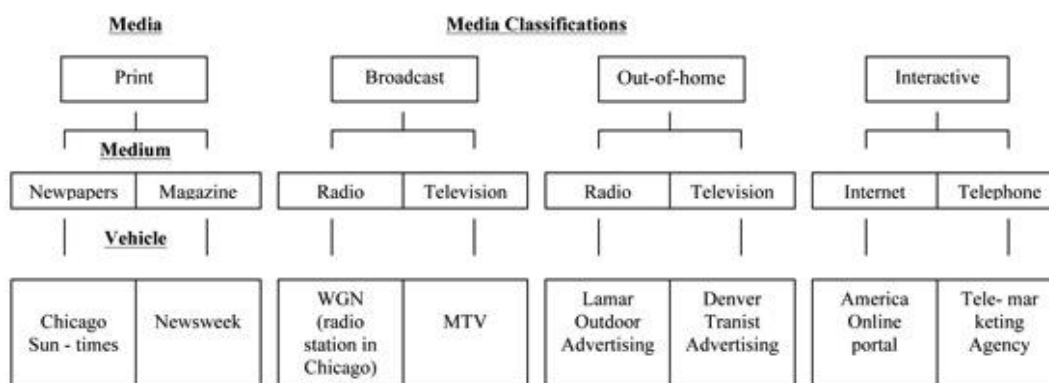 Media Media Classifications
Print Broadcast Out-of-home Interactive
Medium
Newpapers Magazine Radio Television Radio Television Internet Telephone
Vehicle
Chicago
Sun - times
Newsweek
WGN
(radio
station in
Chicago)
MTV
Lamar
Outdoor
Advertising
Denver
Tranist
Advertising
America
Online
portal
Tele- mar
keting
Agency